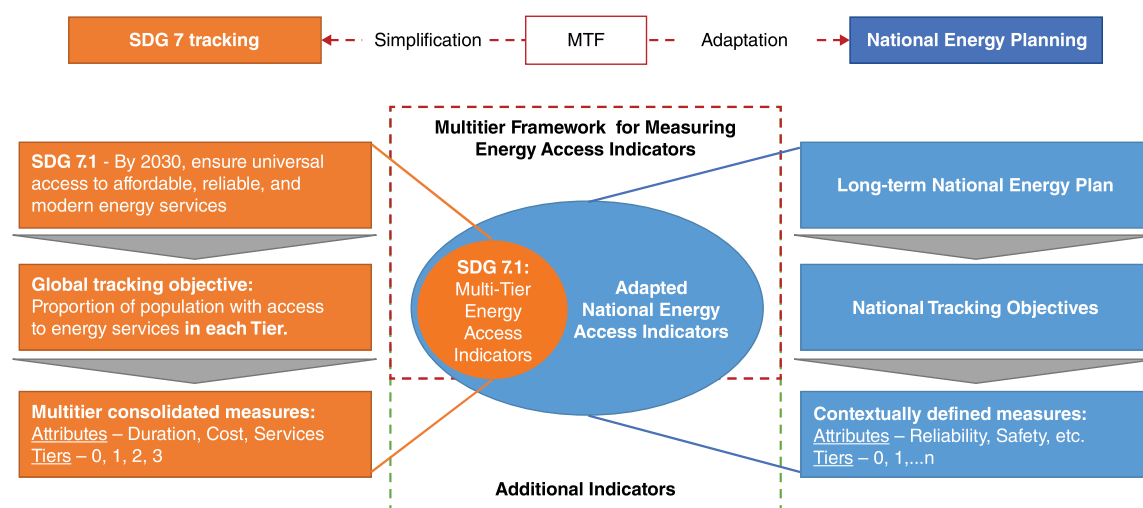 SDG 7 tracking
Simplification
MTF
Adaptation
National Energy Planning
Multitier Framework for Measuring
Energy Access Indicators
SDG 7.1 - By 2030, ensure universal
access to affordable, reliable, and
modern energy services
Global tracking objective:
Proportion of population with access
to energy services in each Tier.
Multitier consolidated measures:
Attributes – Duration, Cost, Services
Tiers – 0, 1, 2, 3
SDG 7.1:
Multi-Tier
Energy
Access
Indicators
Adapted
National Energy
Access Indicators
Additional Indicators
Long-term National Energy Plan
National Tracking Objectives
Contextually defined measures:
Attributes – Reliability, Safety, etc.
Tiers – 0, 1,...n